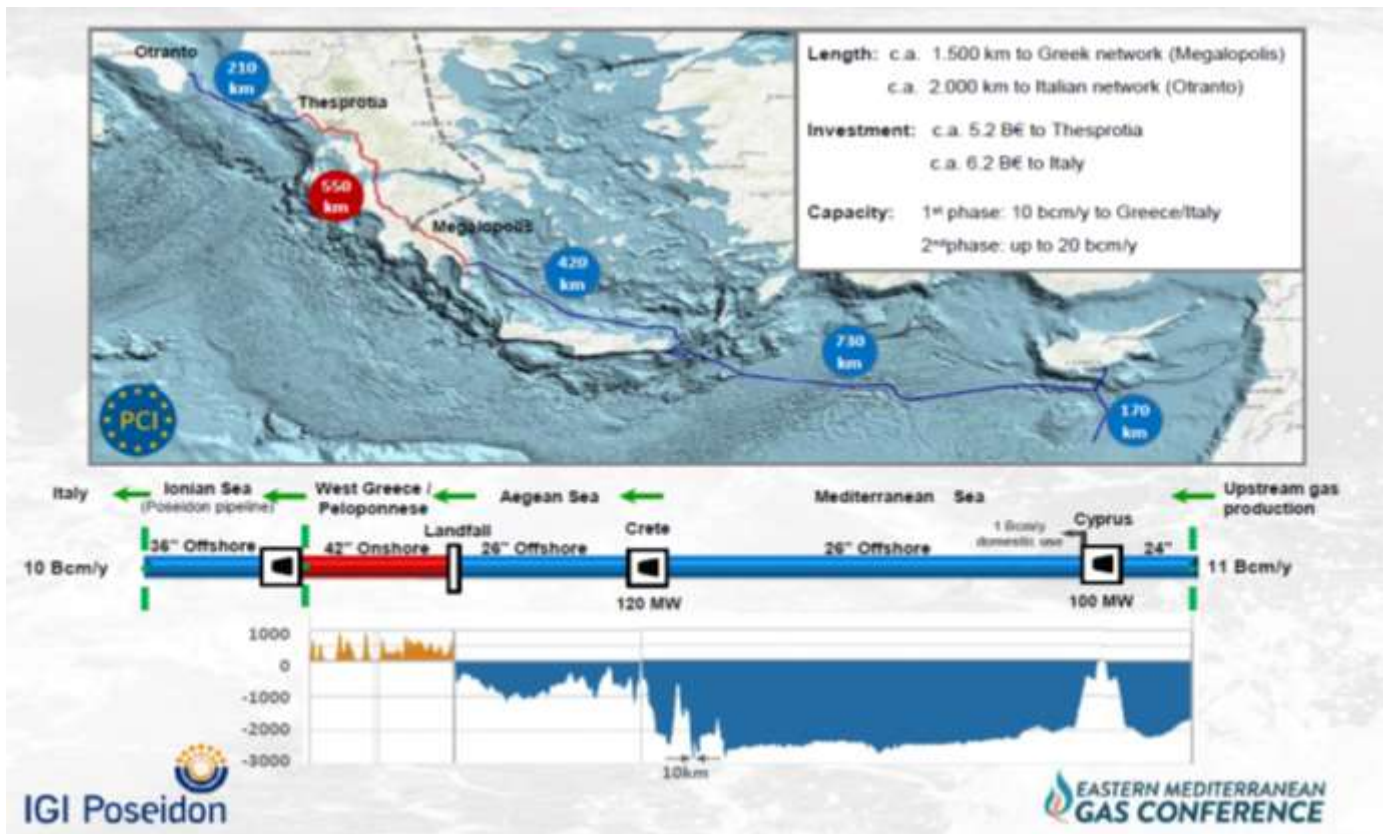 Otranto
210
km
Thesprotia
550
km
Megalopolis
420
km
730
km
170
km
PCI
Length: c.a. 1.500 km to Greek network (Megalopolis)
c.a. 2.000 km to Italian network (Otranto)
Investment: c.a. 5.2 B€ to Thesprotia
c.a. 6.2 B€ to Italy
Capacity: 1st phase: 10 bcm/y to Greece/Italy
2nd phase: up to 20 bcm/y
Italy
Ionian Sea
(Poseidon pipeline)
West Greece /
Peloponnese
Aegean Sea
Mediterranean Sea
Upstream gas
production
Landfall
Crete
1 Bcm/y
domestic use
Cyprus
36" Offshore
42" Onshore
26" Offshore
26" Offshore
24"
10 Bcm/y
11 Bcm/y
120 MW
100 MW
1000
0
-1000
-2000
-3000
10km
IGI Poseidon
EASTERN MEDITERRANEAN
GAS CONFERENCE